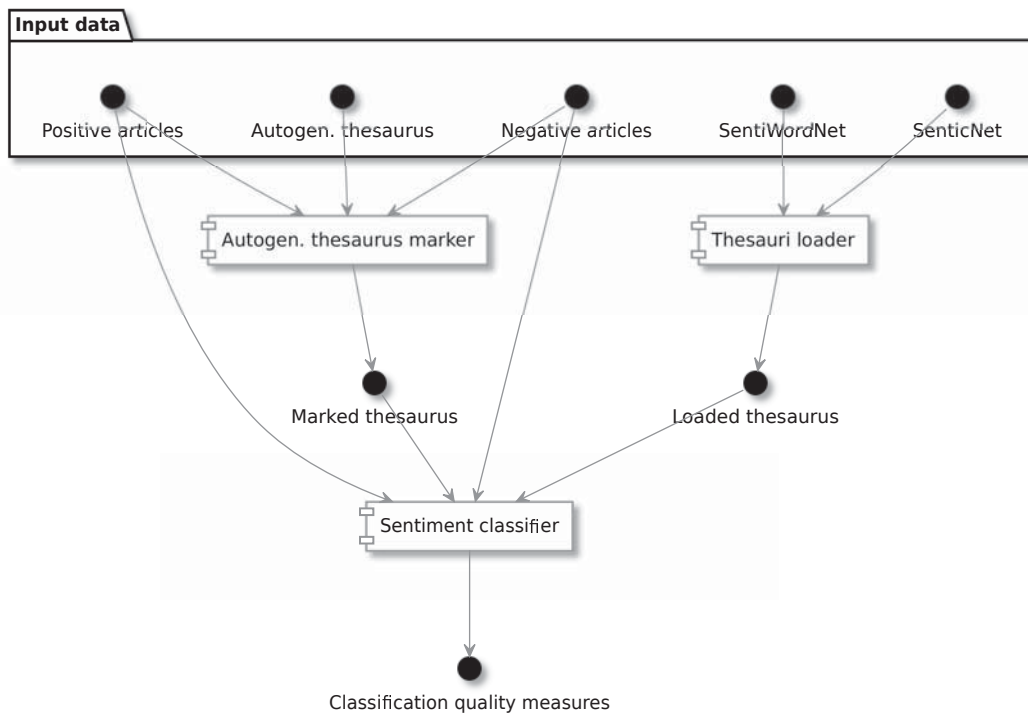 Input data
Positive articles
Autogen. thesaurus
Negative articles
SentiWordNet
SenticNet
Autogen. thesaurus marker
Thesauri loader
Marked thesaurus
Loaded thesaurus
Sentiment classifier
Classification quality measures